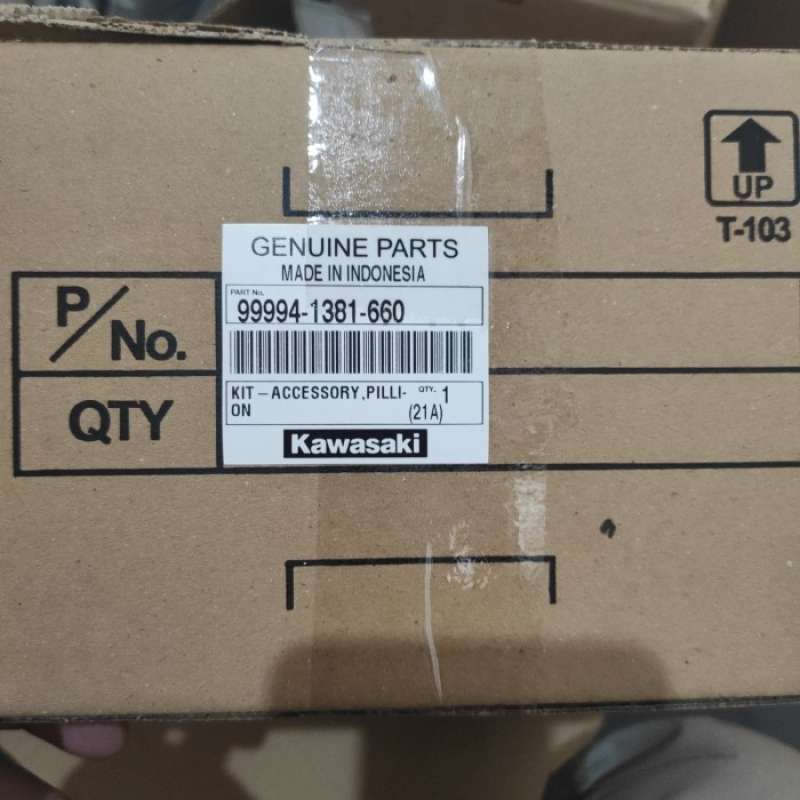 UP
T-103
GENUINE PARTS
MADE IN INDONESIA
P/No.
PART No.
99994-1381-660
QTY
KIT-ACCESSORY,PILLI- QTY. 1
ON (21A)
Kawasaki